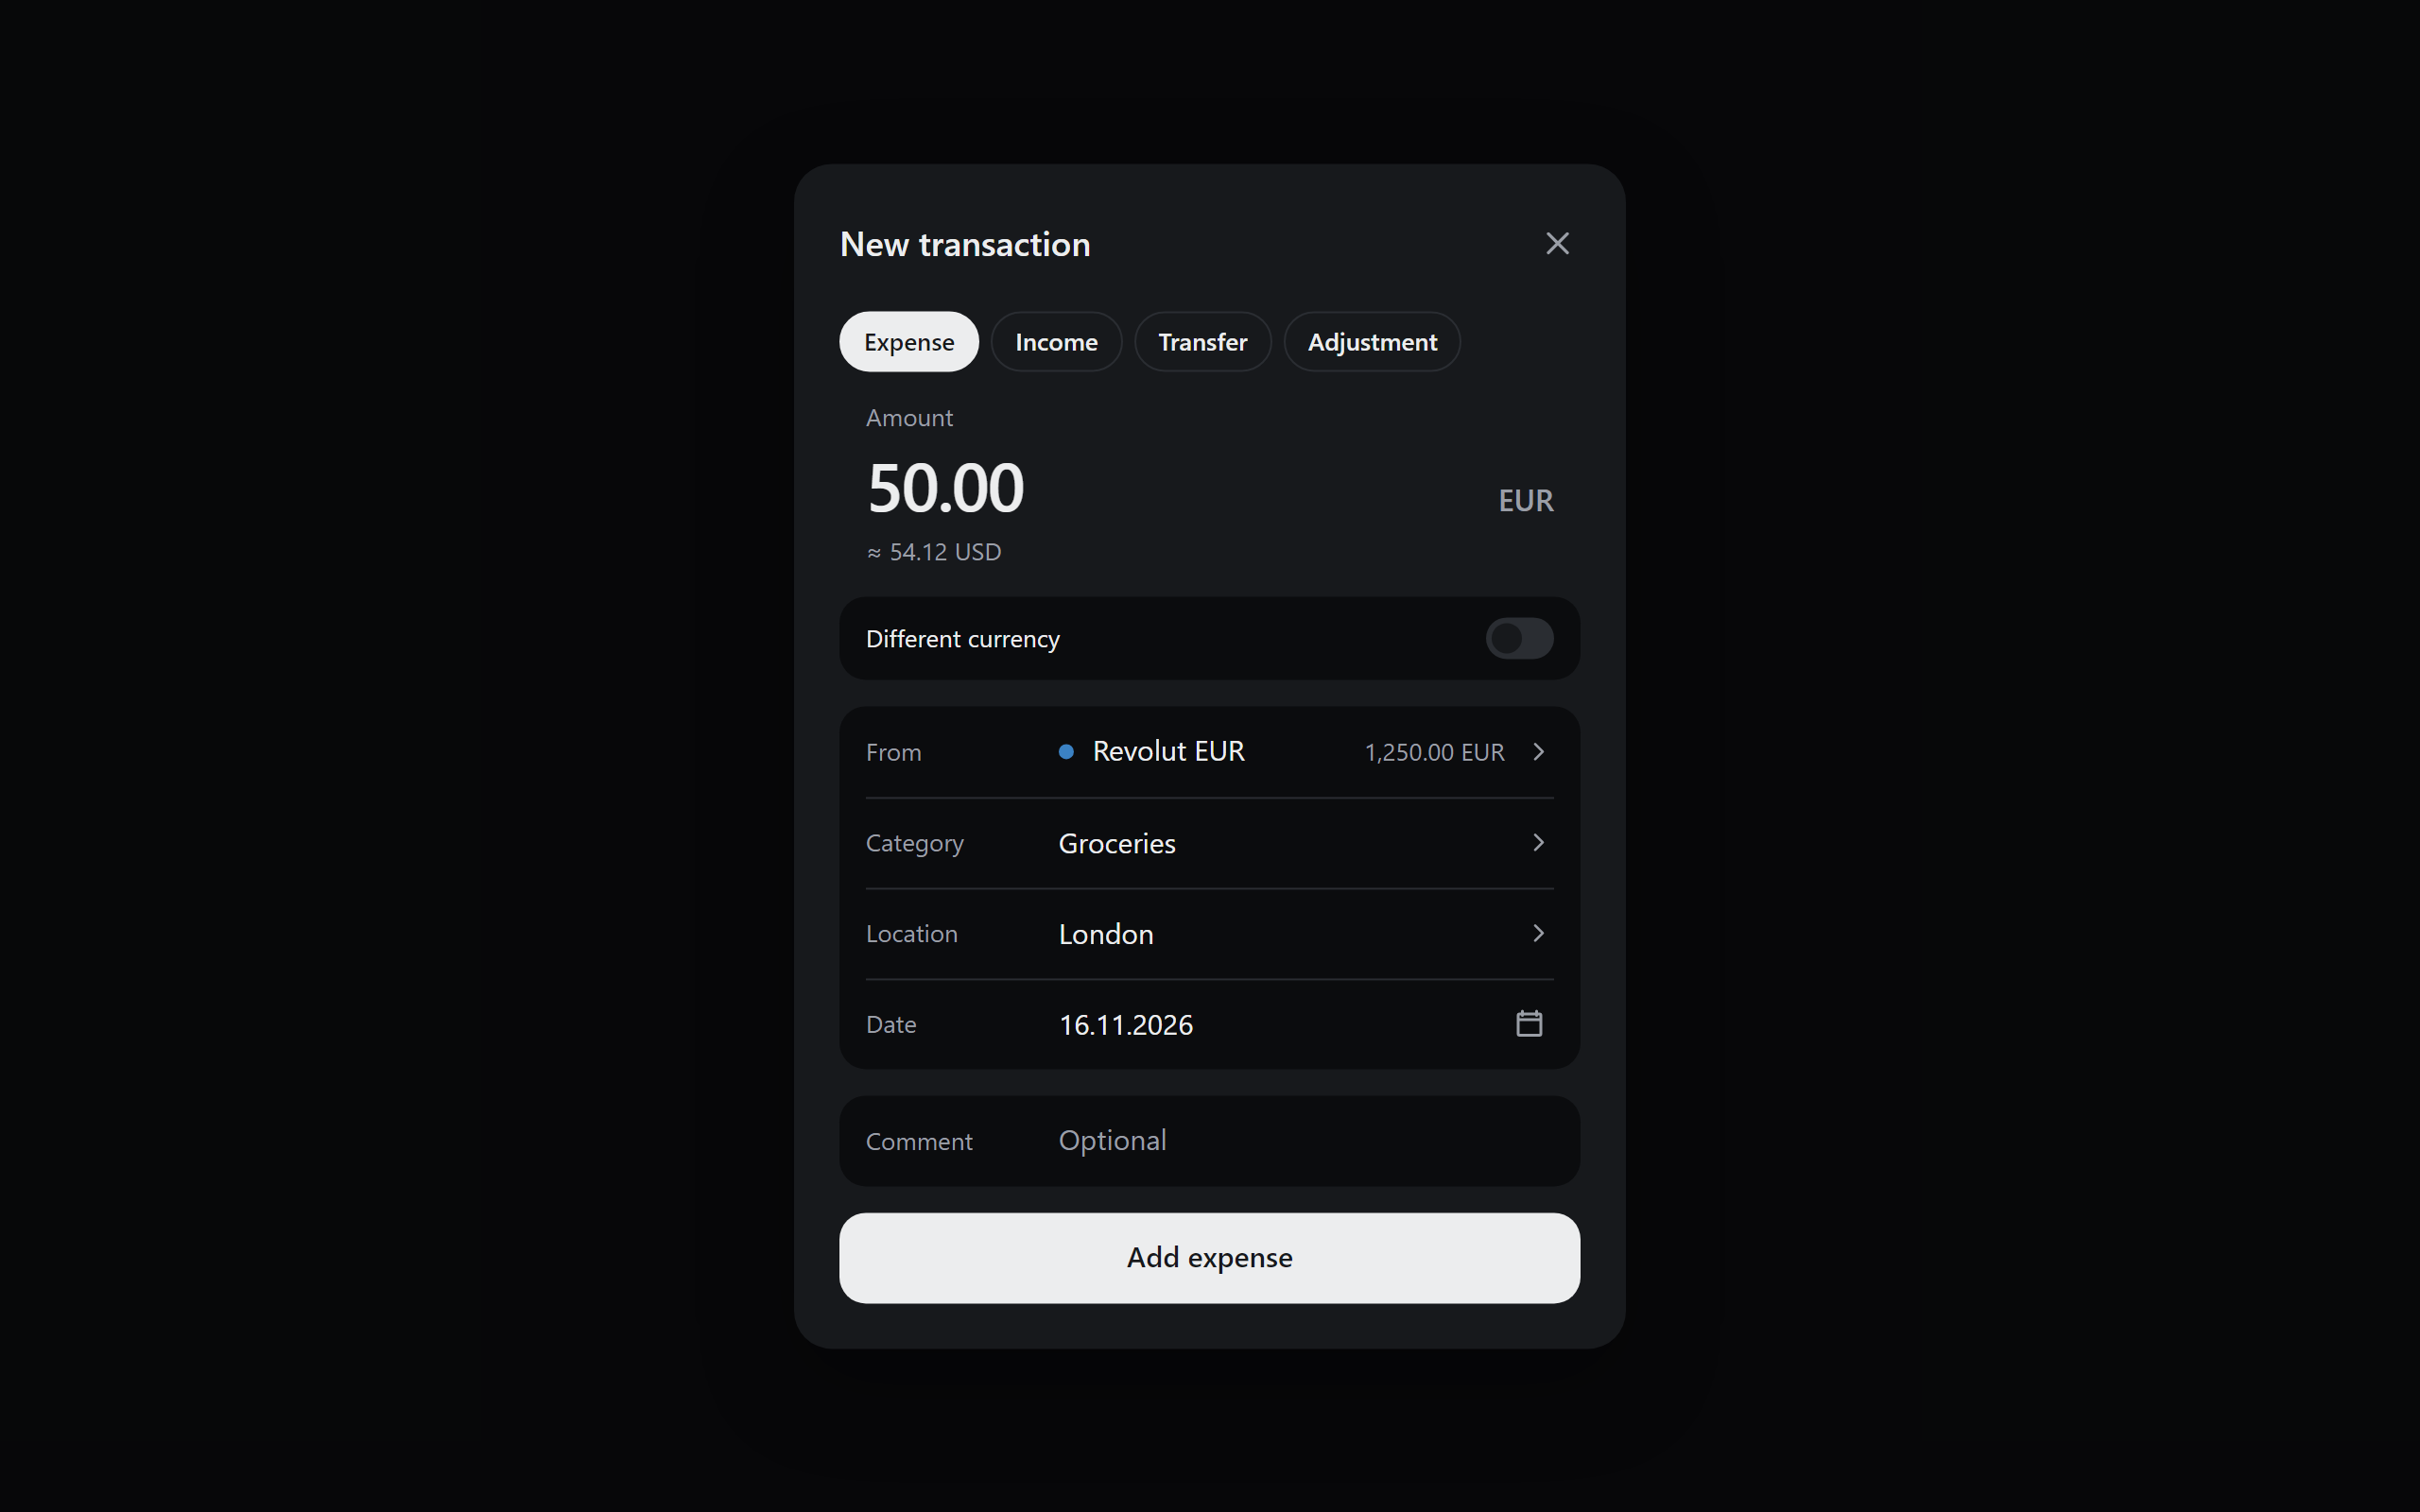 New transaction
Expense Income Transfer Adjustment
Amount
50.00 EUR
≈ 54.12 USD
Different currency
From Revolut EUR 1,250.00 EUR
Category Groceries
Location London
Date 16.11.2026
Comment Optional
Add expense